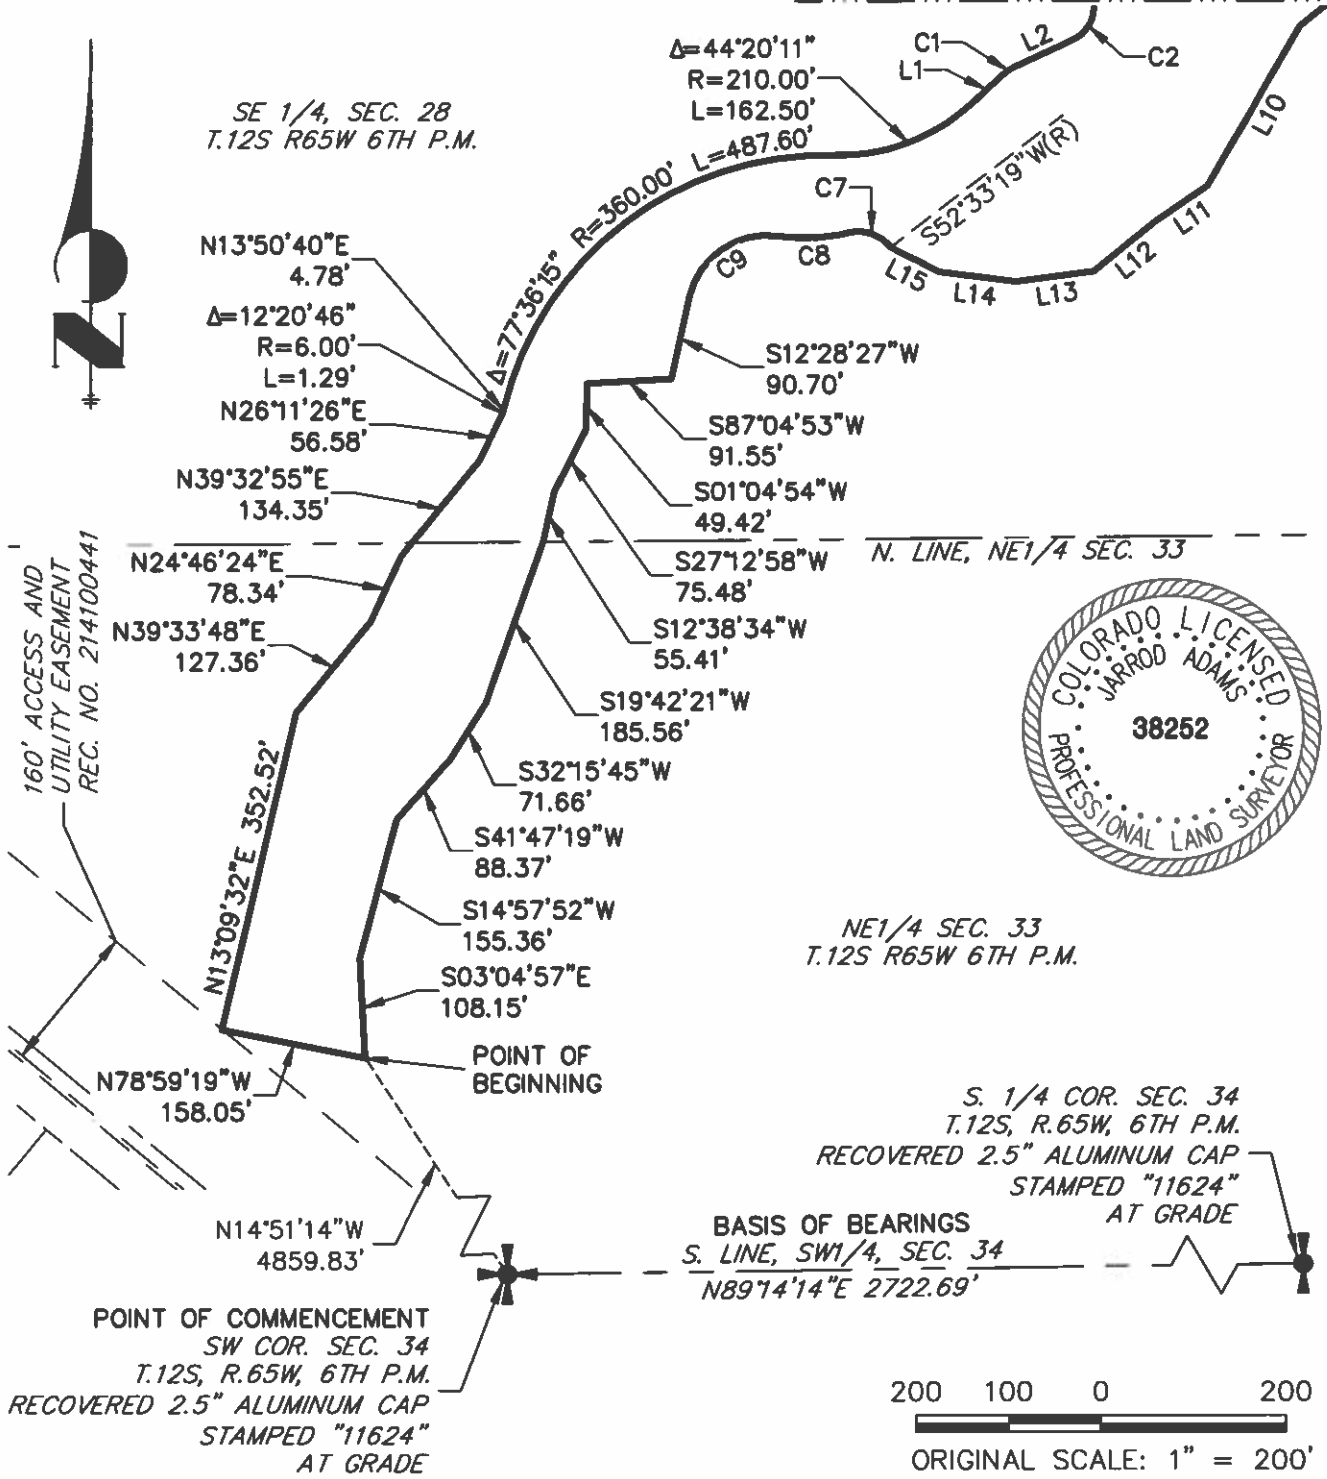 Δ=44°20'11"
R=210.00'
L=162.50'
C1
L1
L2
C2
SE 1/4, SEC. 28
T.12S R65W 6TH P.M.
Δ=77°36'15" R=360.00' L=487.60'
C7
S52°33'19"W(R)
L10
L11
L12
L13
L14
L15
C8
C9
N13°50'40"E
4.78'
Δ=12°20'46"
R=6.00'
L=1.29'
N26°11'26"E
56.58'
N39°32'55"E
134.35'
N24°46'24"E
78.34'
N39°33'48"E
127.36'
N
S12°28'27"W
90.70'
S87°04'53"W
91.55'
S01°04'54"W
49.42'
N. LINE, NE1/4 SEC. 33
S27°12'58"W
75.48'
S12°38'34"W
55.41'
S19°42'21"W
185.56'
S32°15'45"W
71.66'
S41°47'19"W
88.37'
S14°57'52"W
155.36'
S03°04'57"E
108.15'
160' ACCESS AND
UTILITY EASEMENT
REC. NO. 214100441
N13°09'32"E 352.52'
COLORADO LICENSED
JARROD ADAMS
38252
PROFESSIONAL LAND SURVEYOR
NE1/4 SEC. 33
T.12S R65W 6TH P.M.
POINT OF
BEGINNING
N78°59'19"W
158.05'
N14°51'14"W
4859.83'
S. 1/4 COR. SEC. 34
T.12S, R.65W, 6TH P.M.
RECOVERED 2.5" ALUMINUM CAP
STAMPED "11624"
AT GRADE
BASIS OF BEARINGS
S. LINE, SW1/4, SEC. 34
N89°14'14"E 2722.69'
POINT OF COMMENCEMENT
SW COR. SEC. 34
T.12S, R.65W, 6TH P.M.
RECOVERED 2.5" ALUMINUM CAP
STAMPED "11624"
AT GRADE
200 100 0 200
ORIGINAL SCALE: 1" = 200'